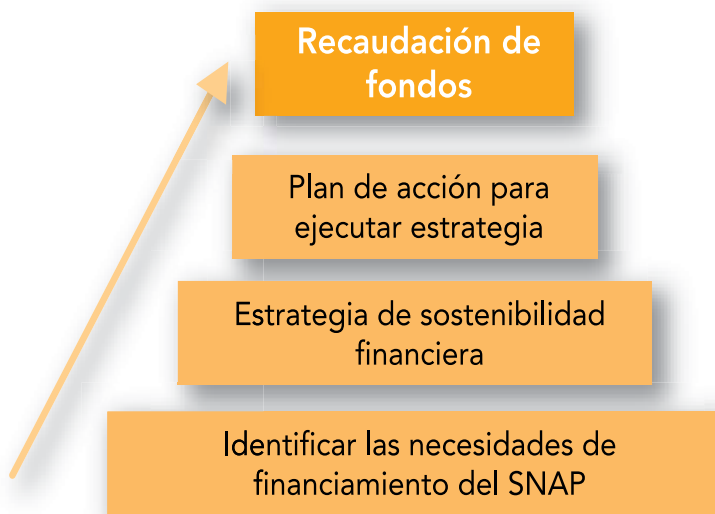 Recaudación de
fondos
Plan de acción para
ejecutar estrategia
Estrategia de sostenibilidad
financiera
Identificar las necesidades de
financiamiento del SNAP